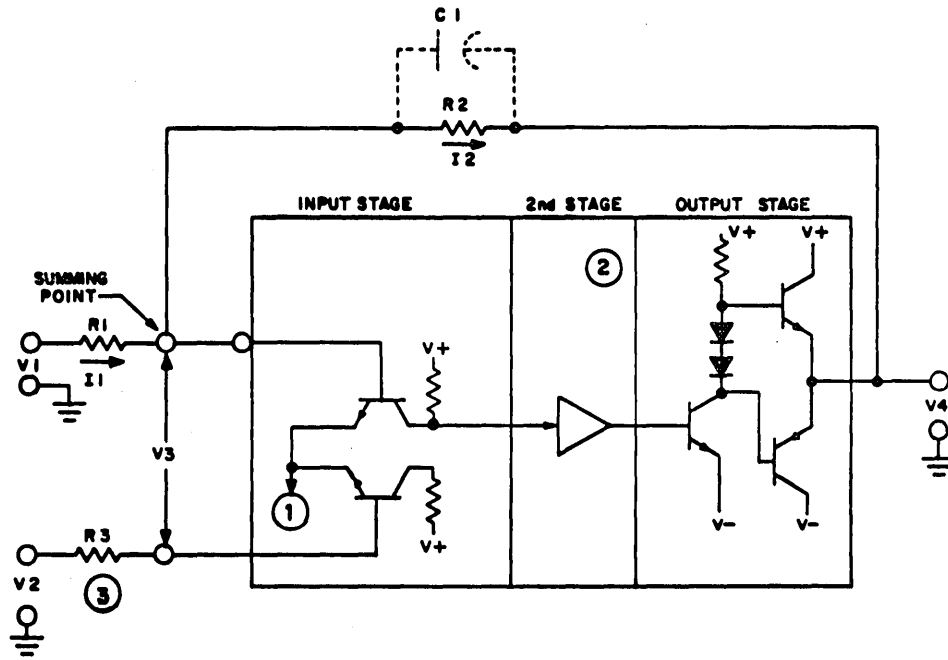 C1
R2
I2
INPUT STAGE
2nd STAGE
OUTPUT STAGE
V+
V+
2
SUMMING
POINT
R1
V1
I1
V+
V4
V3
1
V+
V-
V-
R3
V2
3